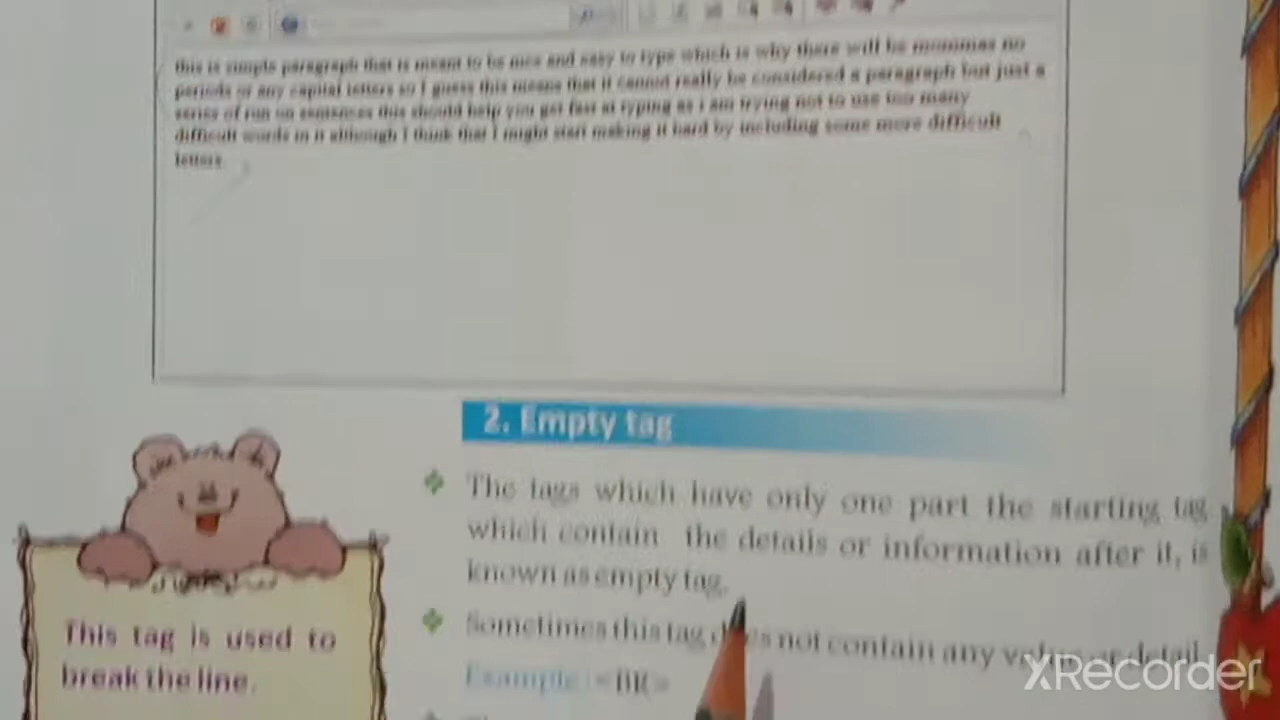 this is simple paragraph that is meant to be nice and easy to type which is why there will be mommas no
periods or any capital letters so I guess this means that it cannot really be considered a paragraph but just a
series of run on sentences this should help you get fast at typing as i am trying not to use too many
difficult words in it although I think that I might start making it hard by including some more difficult
letters
2. Empty tag
The tags which have only one part the starting tag
which contain the details or information after it, is
known as empty tag.
Sometimes this tag does not contain any value or detail.
Example : <BR>
This tag is used to
break the line.
XRecorder